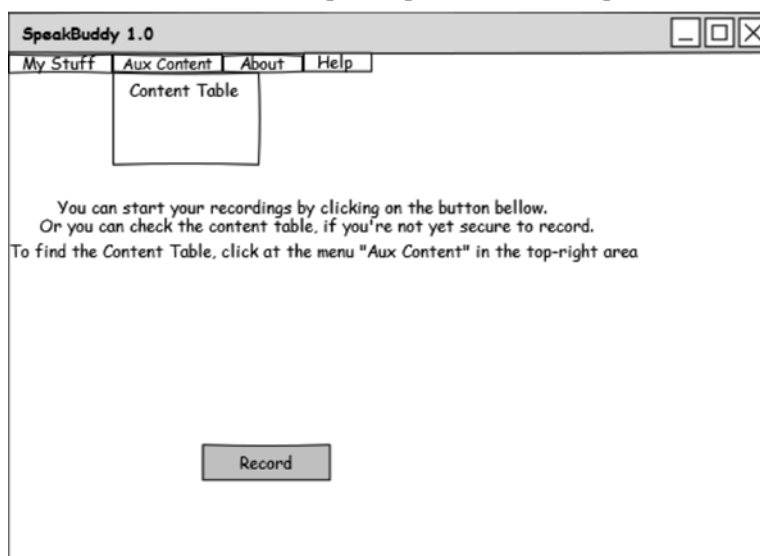 SpeakBuddy 1.0
My Stuff Aux Content About Help
Content Table
You can start your recordings by clicking on the button bellow.
Or you can check the content table, if you're not yet secure to record.
To find the Content Table, click at the menu "Aux Content" in the top-right area
Record